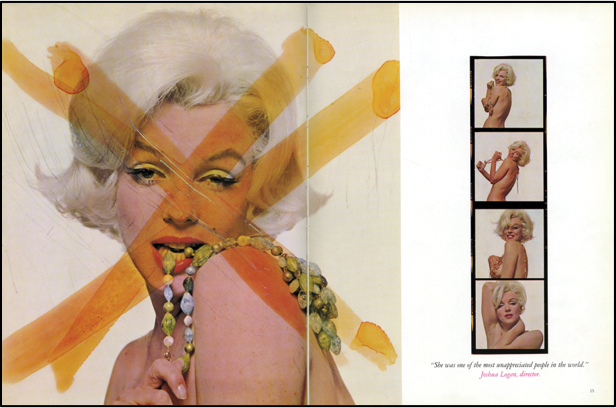 "She was one of the most unappreciated people in the world."
Joshua Logan, director.